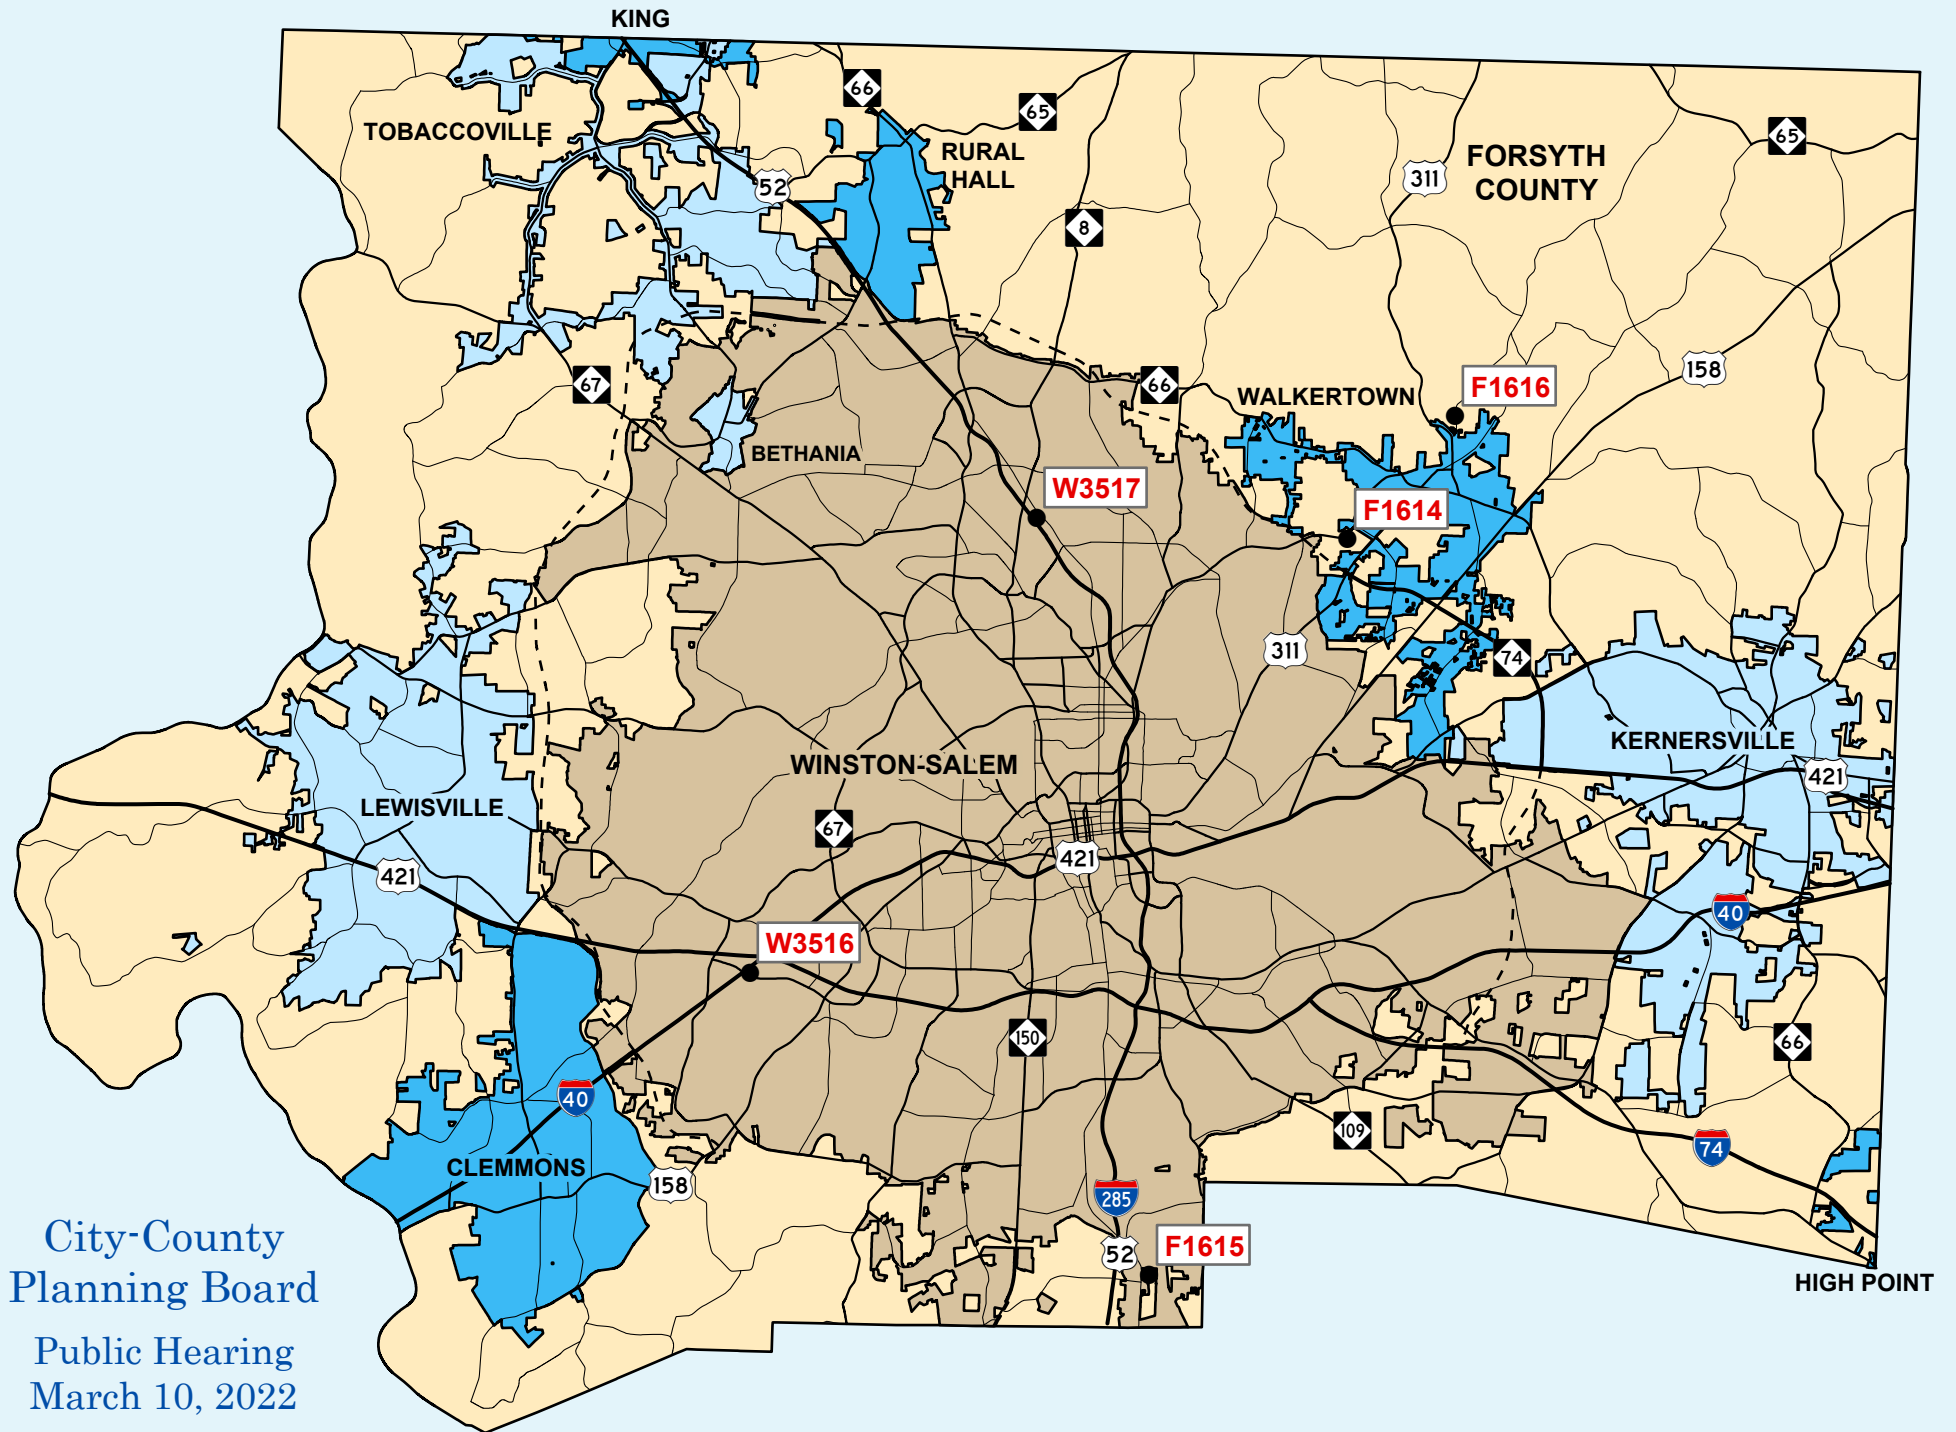 KING
66
65
TOBACCOVILLE
RURAL
HALL
65
FORSYTH
COUNTY
311
52
8
67
66
WALKERTOWN
F1616
158
BETHANIA
W3517
F1614
311
74
WINSTON-SALEM
KERNERSVILLE
421
LEWISVILLE
67
421
421
40
W3516
150
66
40
109
74
CLEMMONS
158
285
52
F1615
HIGH POINT
City-County
Planning Board
Public Hearing
March 10, 2022